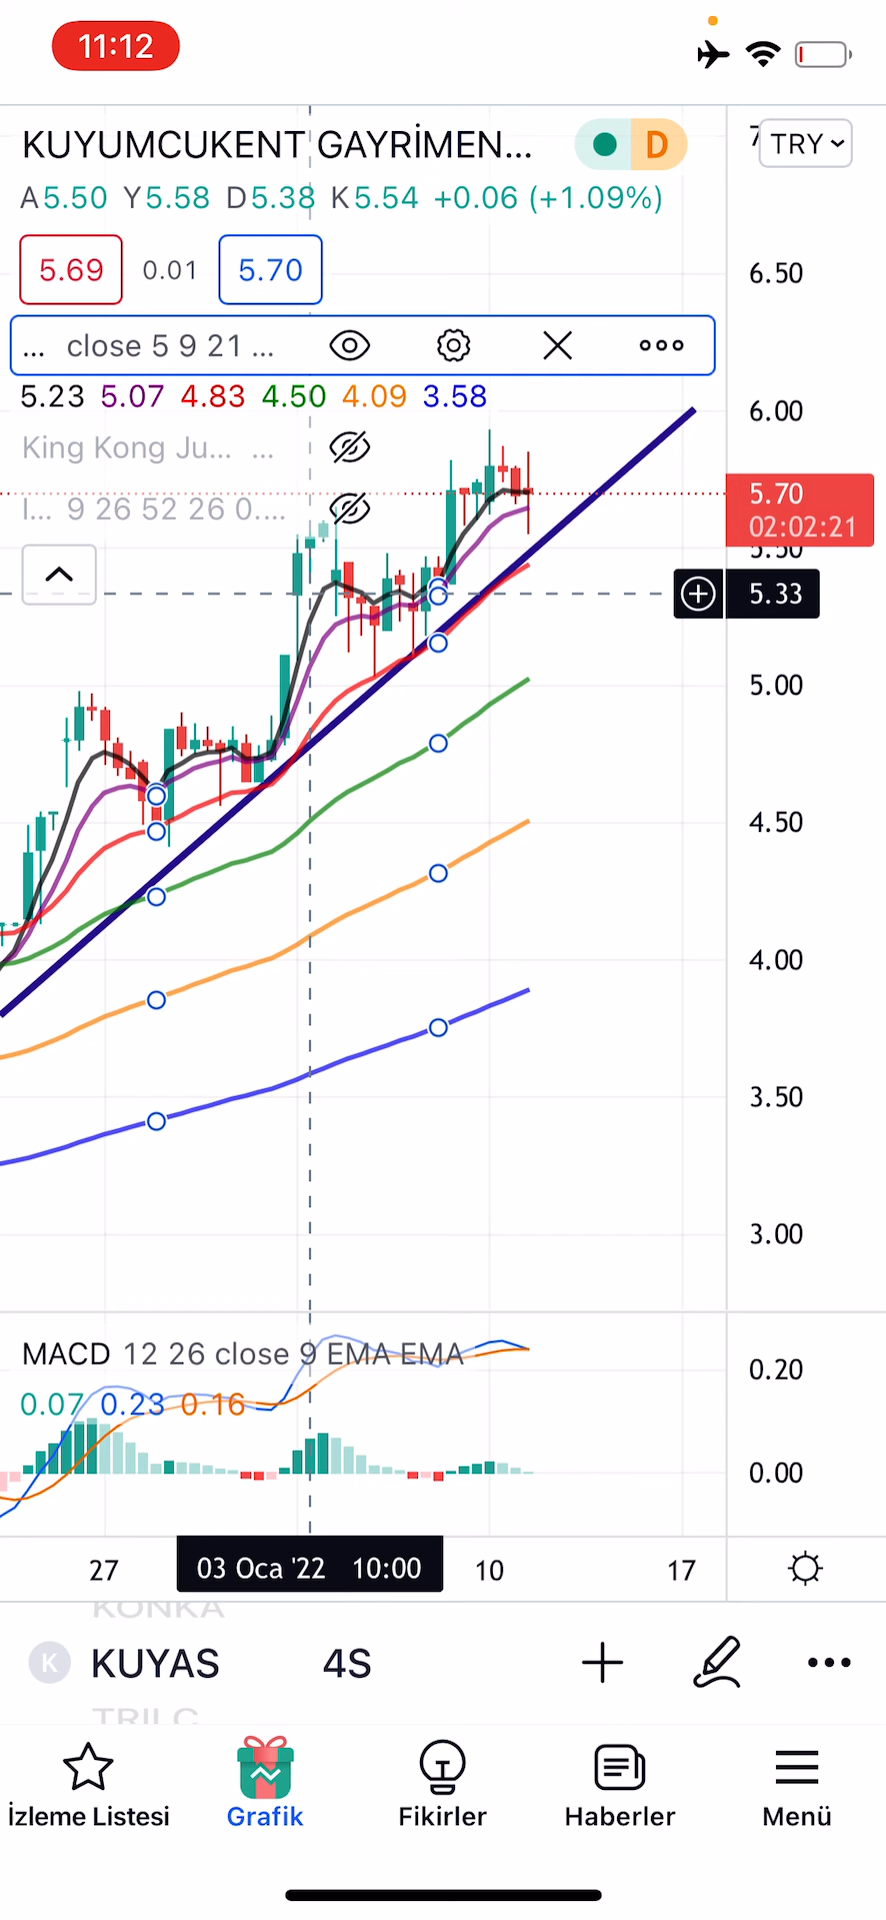 11:12
KUYUMCUKENT GAYRİMEN... D
TRY
A5.50 Y5.58 D5.38 K5.54 +0.06 (+1.09%)
5.69 0.01 5.70
6.50
... close 5 9 21 ...
5.23 5.07 4.83 4.50 4.09 3.58
6.00
King Kong Ju... ...
5.70
I... 9 26 52 26 0....
02:02:21
5.50
5.33
5.00
4.50
4.00
3.50
3.00
MACD 12 26 close 9 EMA EMA
0.20
0.07 0.23 0.16
0.00
27 03 Oca '22 10:00 10 17
KONKA
K KUYAS 4S
TRILC
İzleme Listesi Grafik Fikirler Haberler Menü